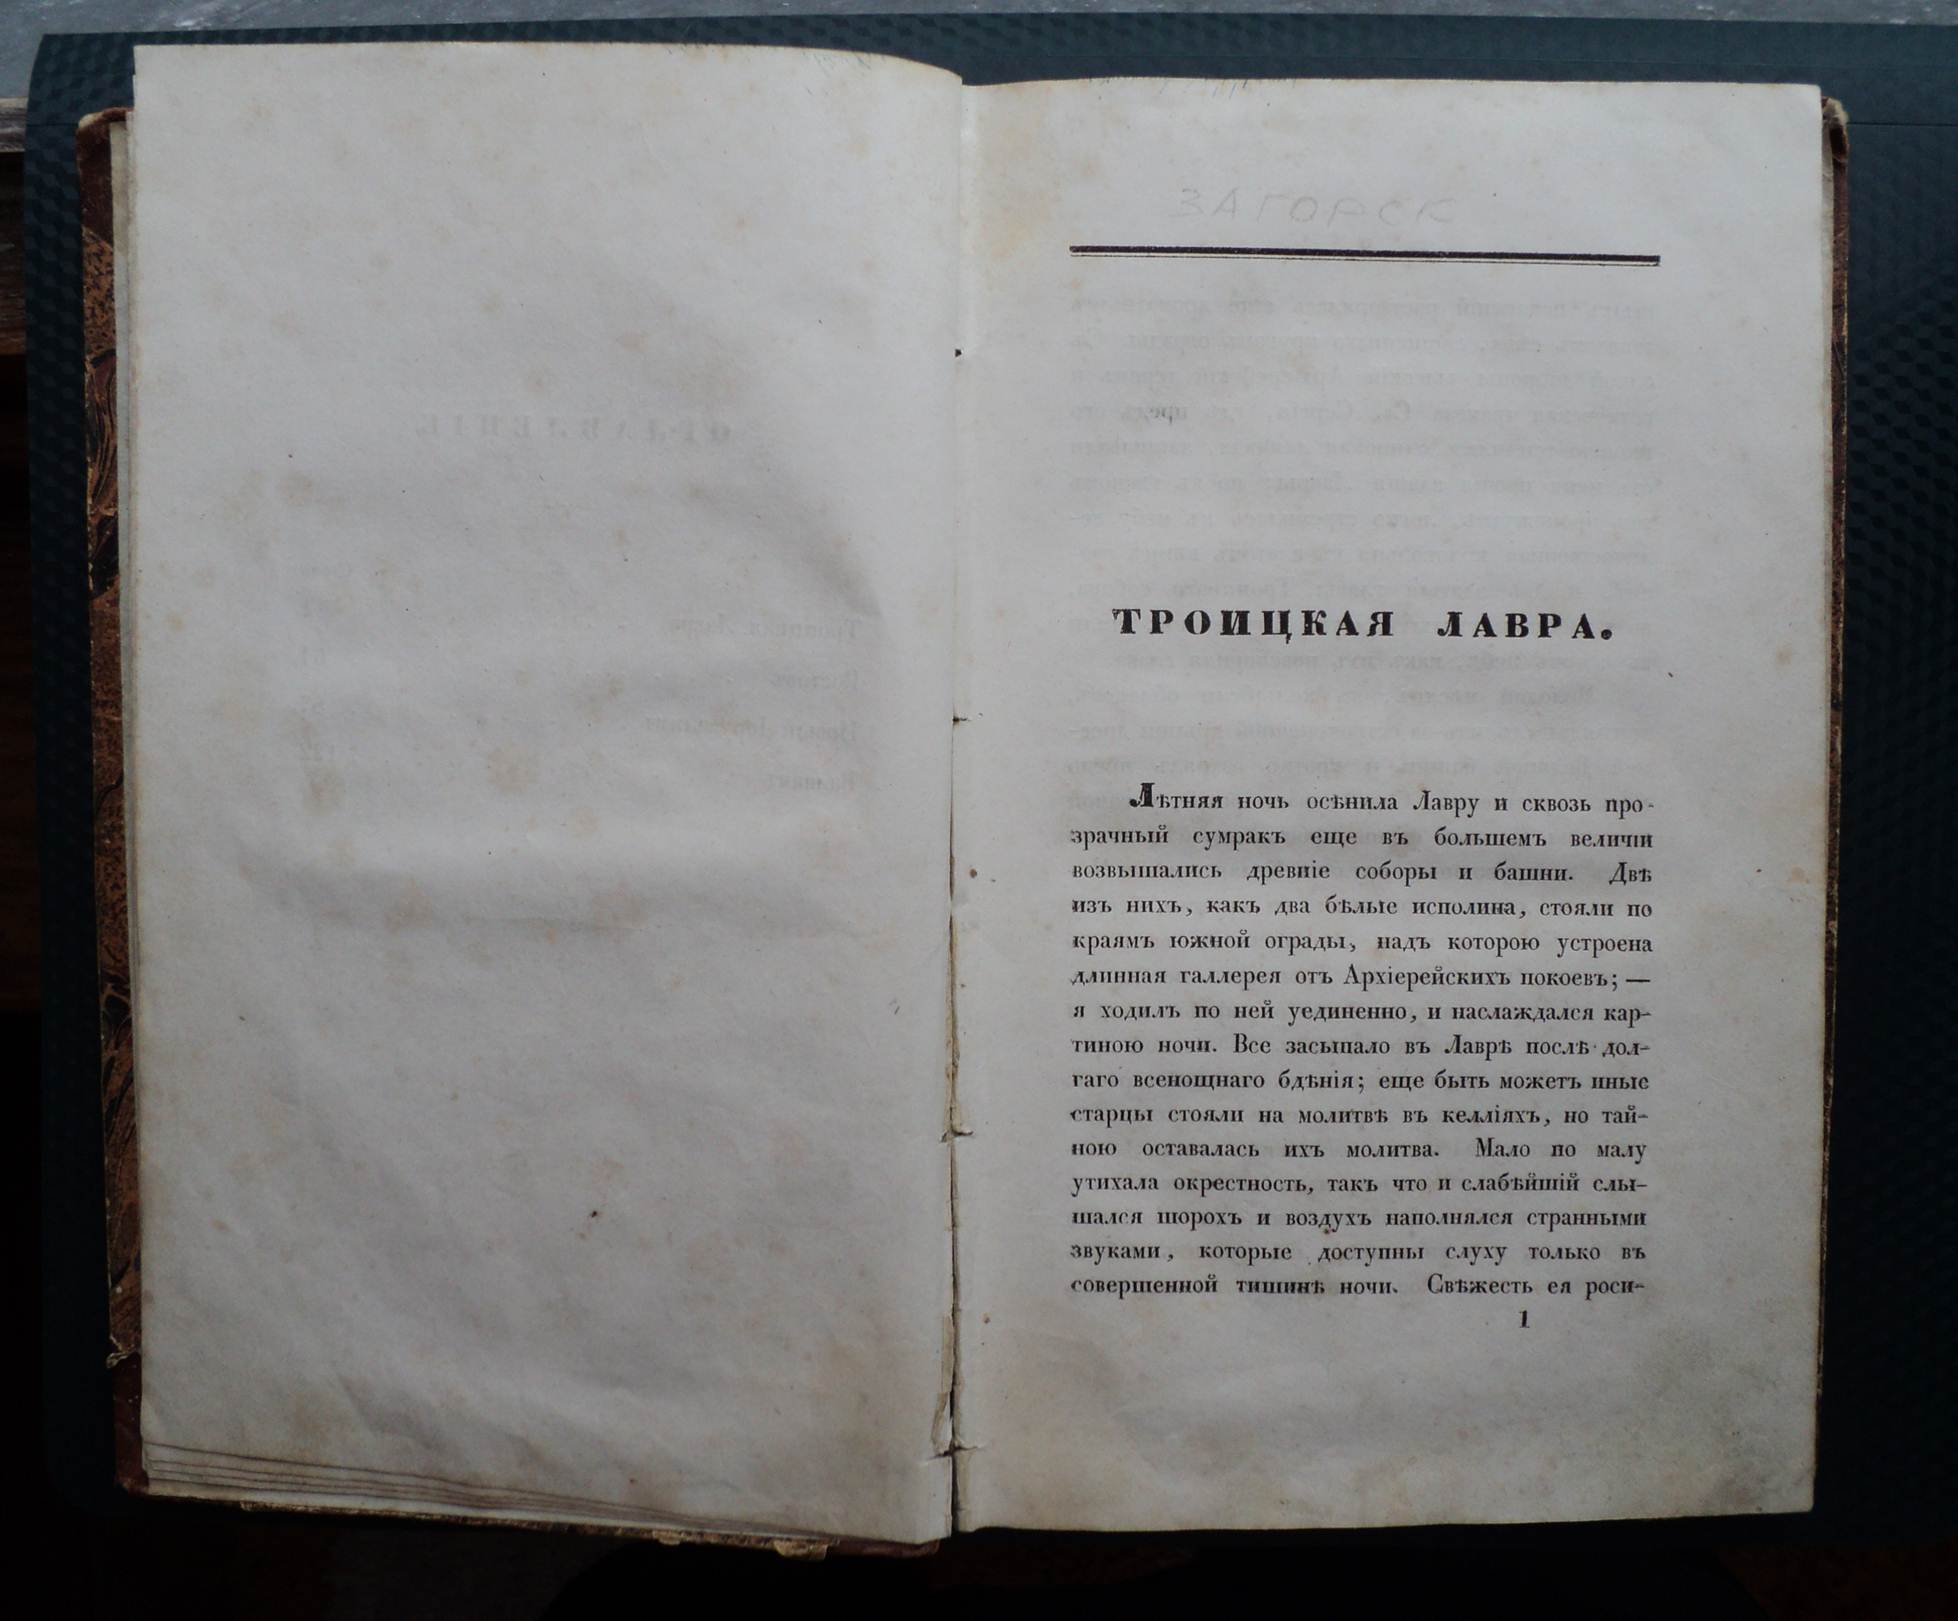 ЗАГОРСК
ТРОИЦКАЯ ЛАВРА.
Лѣтняя ночь осѣнила Лавру и сквозь про-
зрачный сумракъ еще въ большемъ величіи
возвышались древніе соборы и башни. Двѣ
изъ нихъ, какъ два бѣлые исполина, стояли по
краямъ южной ограды, надъ которою устроена
длинная галлерея отъ Архіерейскихъ покоевъ; —
я ходилъ по ней уединенно, и наслаждался кар-
тиною ночи. Все засыпало въ Лаврѣ послѣ дол-
гаго всенощнаго бдѣнія; еще быть можетъ иные
старцы стояли на молитвѣ въ келліяхъ, но тай-
ною оставалась ихъ молитва. Мало по малу
утихала окрестность, такъ что и слабѣйшій слы-
шался шорохъ и воздухъ наполнялся странными
звуками, которые доступны слуху только въ
совершенной тишинѣ ночи. Свѣжесть ея роси-
1